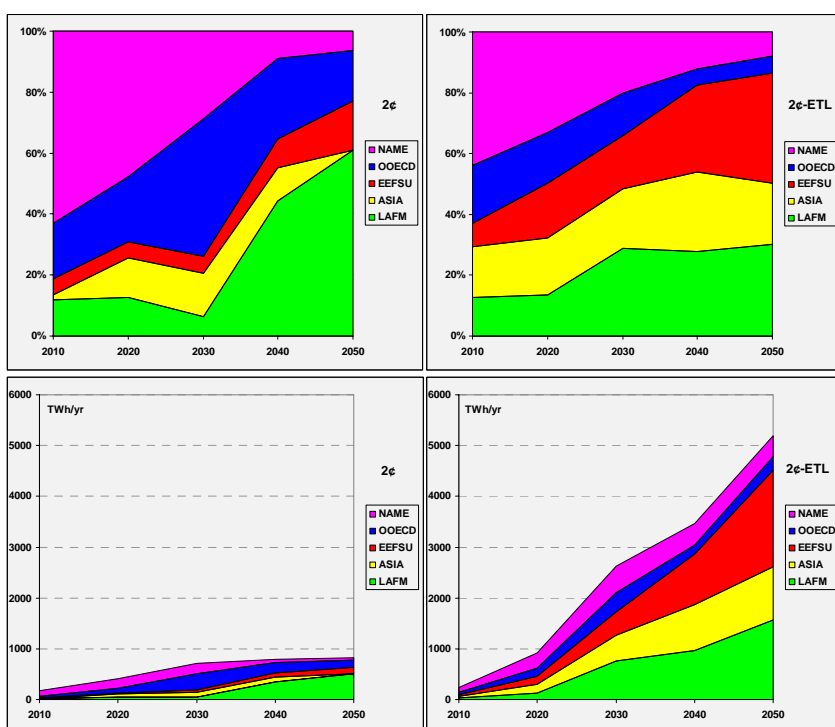 100%
80%
60%
40%
20%
0%
2010 2020 2030 2040 2050
2¢
NAME
OOECD
EEFSU
ASIA
LAFM
100%
80%
60%
40%
20%
0%
2010 2020 2030 2040 2050
2¢-ETL
NAME
OOECD
EEFSU
ASIA
LAFM
6000
5000
4000
3000
2000
1000
0
TWh/yr
2010 2020 2030 2040 2050
2¢
NAME
OOECD
EEFSU
ASIA
LAFM
6000
5000
4000
3000
2000
1000
0
TWh/yr
2010 2020 2030 2040 2050
2¢-ETL
NAME
OOECD
EEFSU
ASIA
LAFM